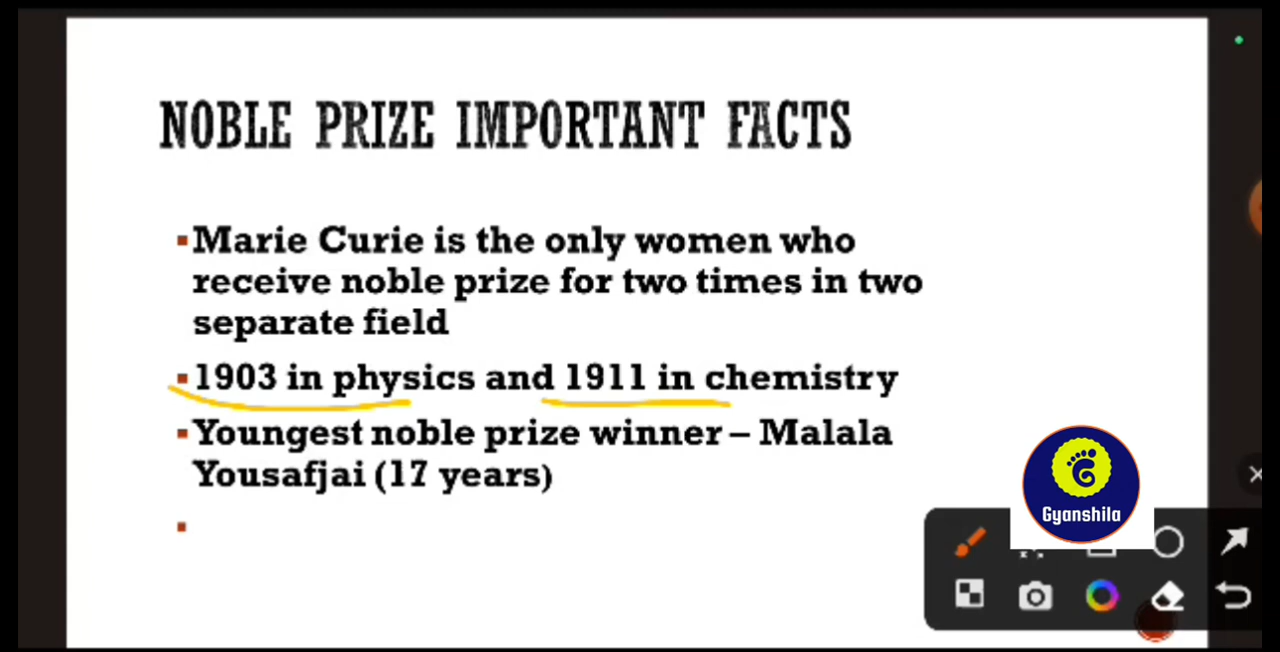 NOBLE PRIZE IMPORTANT FACTS
▪Marie Curie is the only women who
receive noble prize for two times in two
separate field
▪1903 in physics and 1911 in chemistry
▪Youngest noble prize winner – Malala
Yousafjai (17 years)
▪
Gyanshila